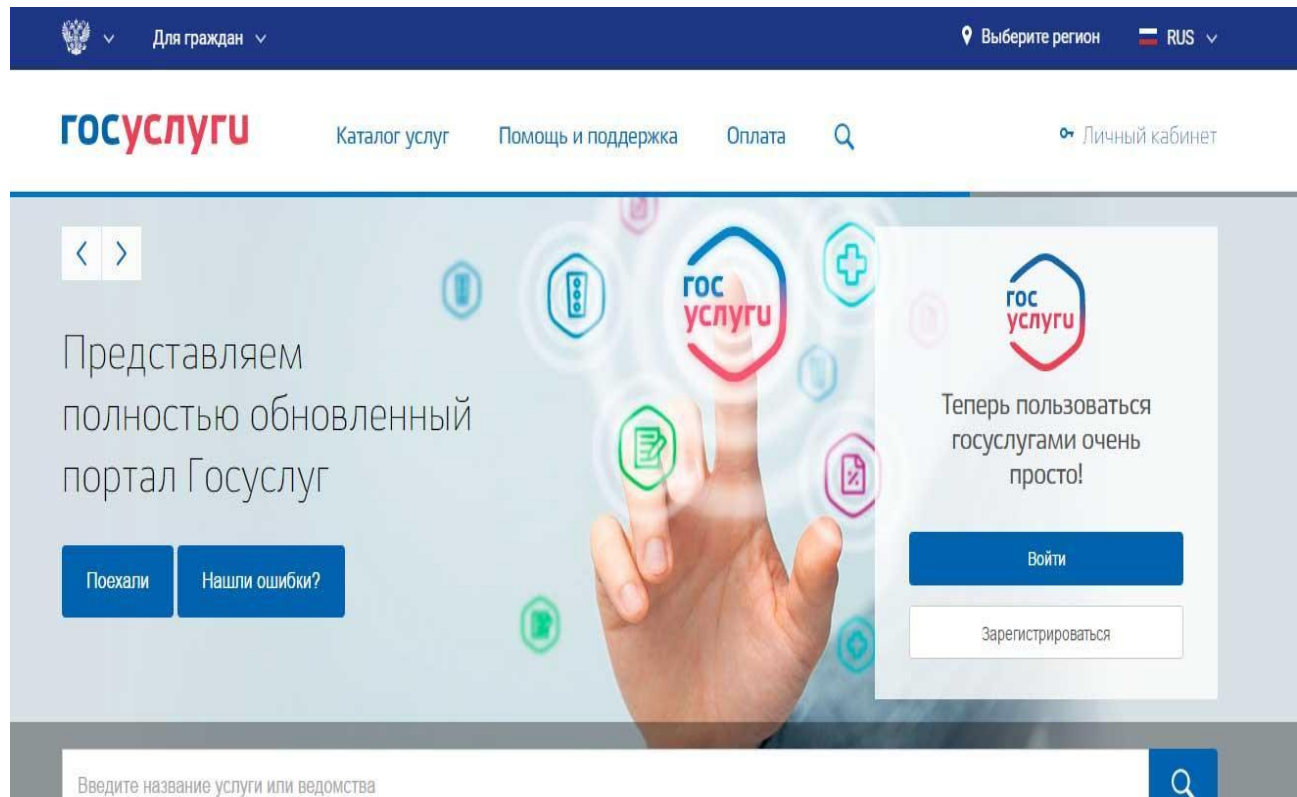 Для граждан
Выберите регион
RUS
госуслуги
Каталог услуг
Помощь и поддержка
Оплата
Личный кабинет
Представляем
полностью обновленный
портал Госуслуг
Поехали
Нашли ошибки?
гос
услуги
гос
услуги
Теперь пользоваться
госуслугами очень
просто!
Войти
Зарегистрироваться
Введите название услуги или ведомства